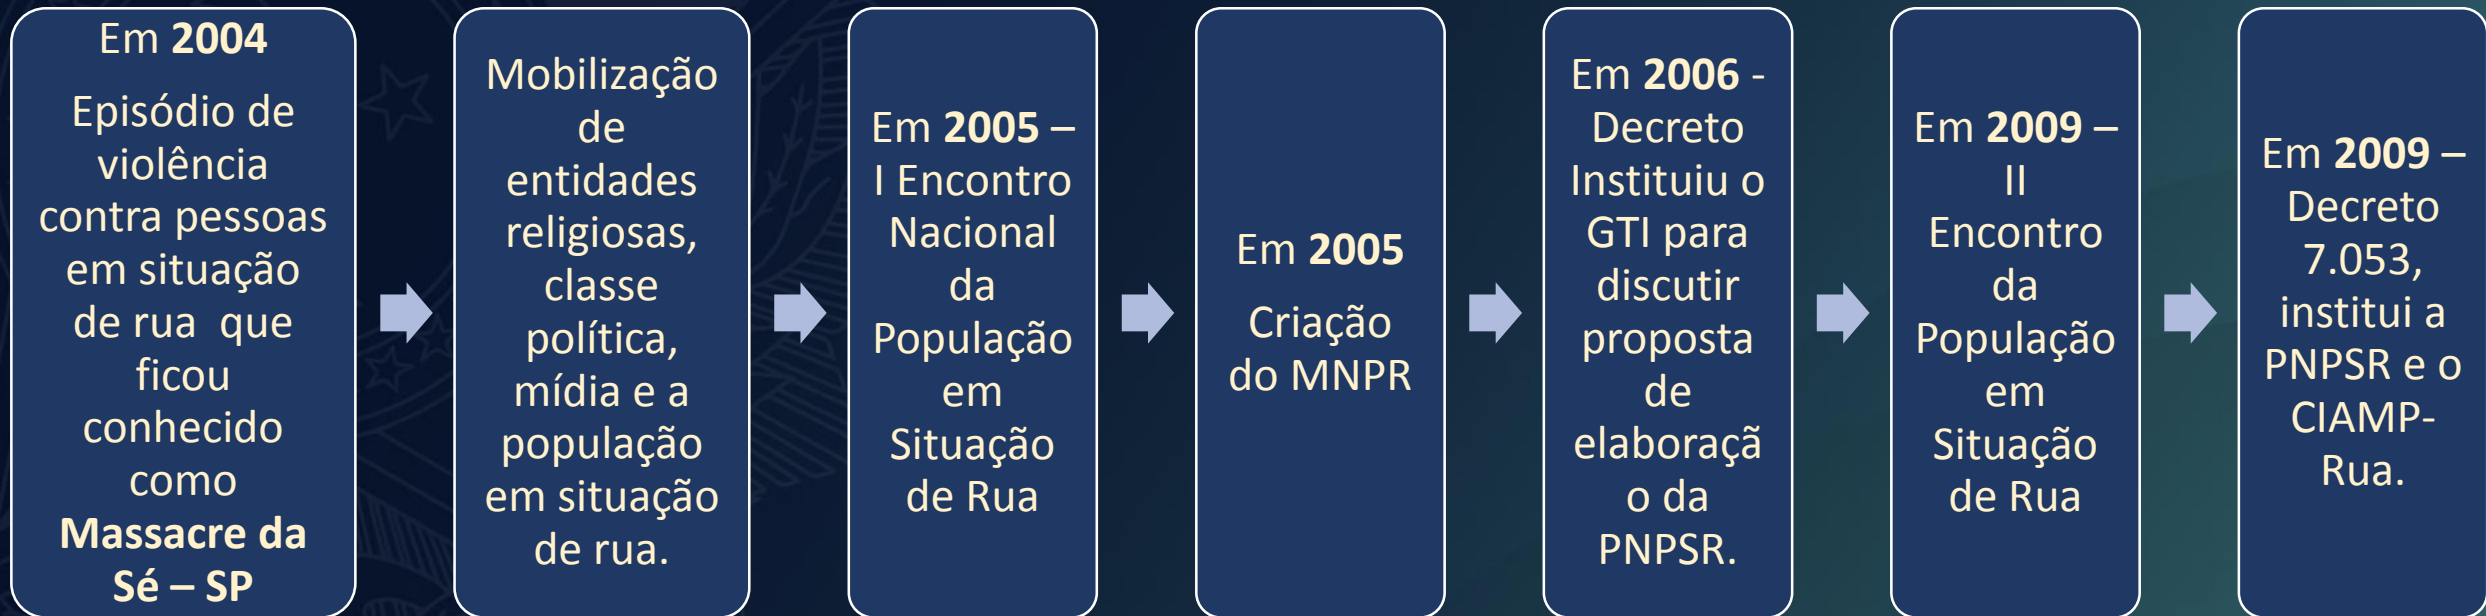 Em 2004
Episódio de
violência
contra pessoas
em situação
de rua que
ficou
conhecido
como
Massacre da
Sé – SP
Mobilização
de
entidades
religiosas,
classe
política,
mídia e a
população
em situação
de rua.
Em 2005 –
I Encontro
Nacional
da
População
em
Situação
de Rua
Em 2005
Criação
do MNPR
Em 2006 -
Decreto
Instituiu o
GTI para
discutir
proposta
de
elaboraçã
o da
PNPSR.
Em 2009 –
II
Encontro
da
População
em
Situação
de Rua
Em 2009 –
Decreto
7.053,
institui a
PNPSR e o
CIAMP-
Rua.